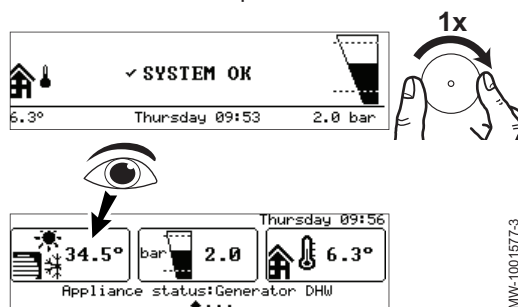 1x
✓ SYSTEM OK
6.3° Thursday 09:53 2.0 bar
Thursday 09:56
34.5° bar 2.0 6.3°
Appliance status:Generator DHW
WW-1001577-3